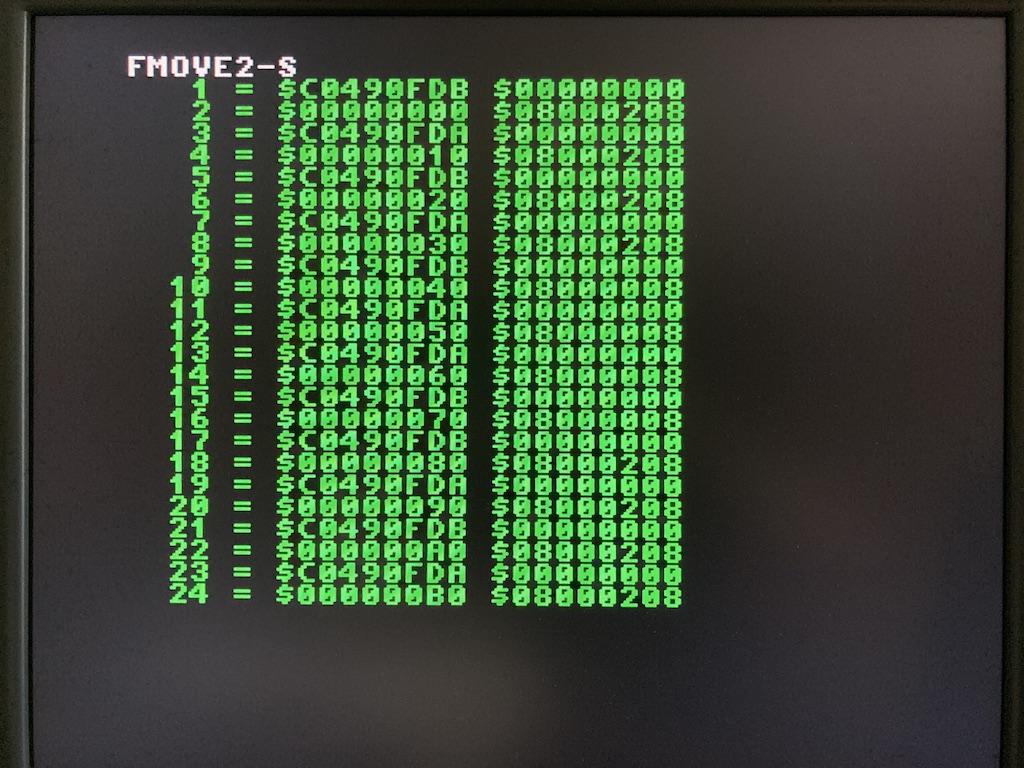 FMOVE2-S
1 = $C0490FDB $00000000
2 = $00000000 $08000208
3 = $C0490FDA $00000000
4 = $00000010 $08000208
5 = $C0490FDB $00000000
6 = $00000020 $08000208
7 = $C0490FDA $00000000
8 = $00000030 $08000208
9 = $C0490FDB $00000000
10 = $00000040 $08000008
11 = $C0490FDA $00000000
12 = $00000050 $08000008
13 = $C0490FDA $00000000
14 = $00000060 $08000008
15 = $C0490FDB $00000000
16 = $00000070 $08000008
17 = $C0490FDB $00000000
18 = $00000080 $08000208
19 = $C0490FDA $00000000
20 = $00000090 $08000208
21 = $C0490FDB $00000000
22 = $000000A0 $08000208
23 = $C0490FDA $00000000
24 = $000000B0 $08000208